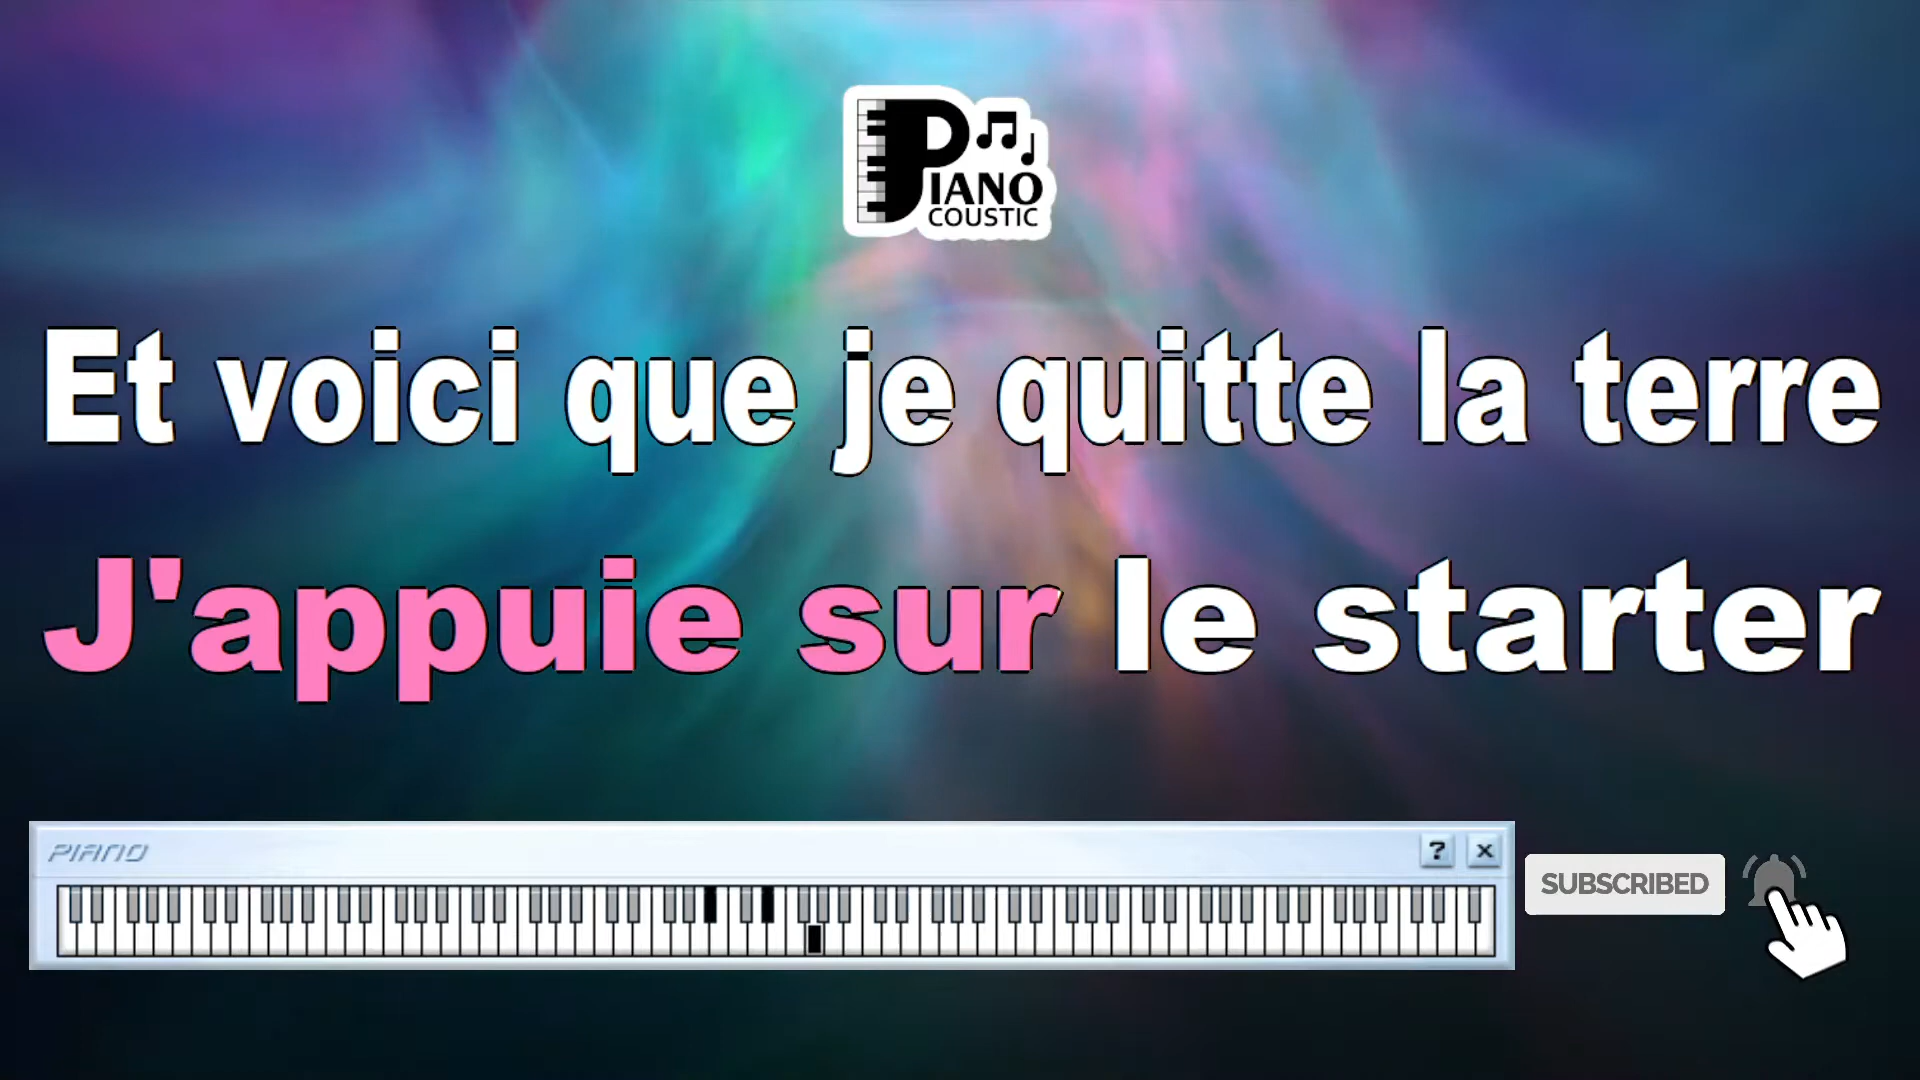 PIANO
COUSTIC
Et voici que je quitte la terre
J'appuie sur le starter
PIANO
? x
SUBSCRIBED